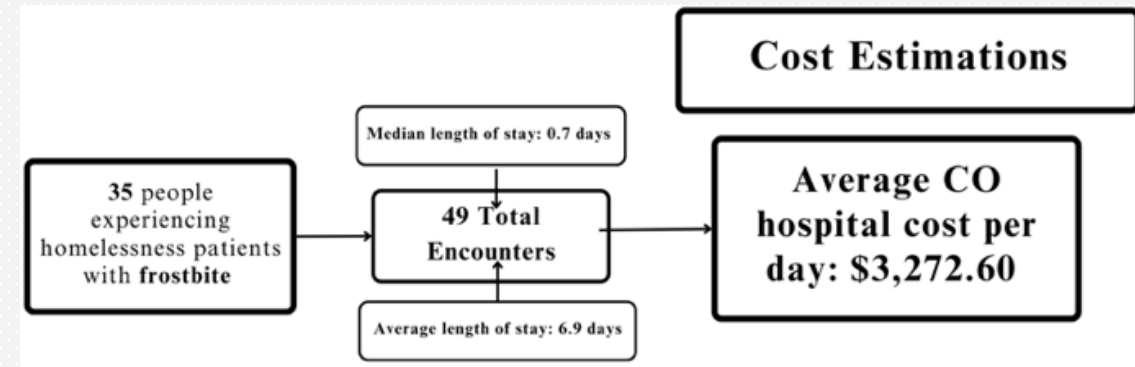 Cost Estimations
35 people
experiencing
homelessness patients
with frostbite
Median length of stay: 0.7 days
49 Total
Encounters
Average length of stay: 6.9 days
Average CO
hospital cost per
day: $3,272.60